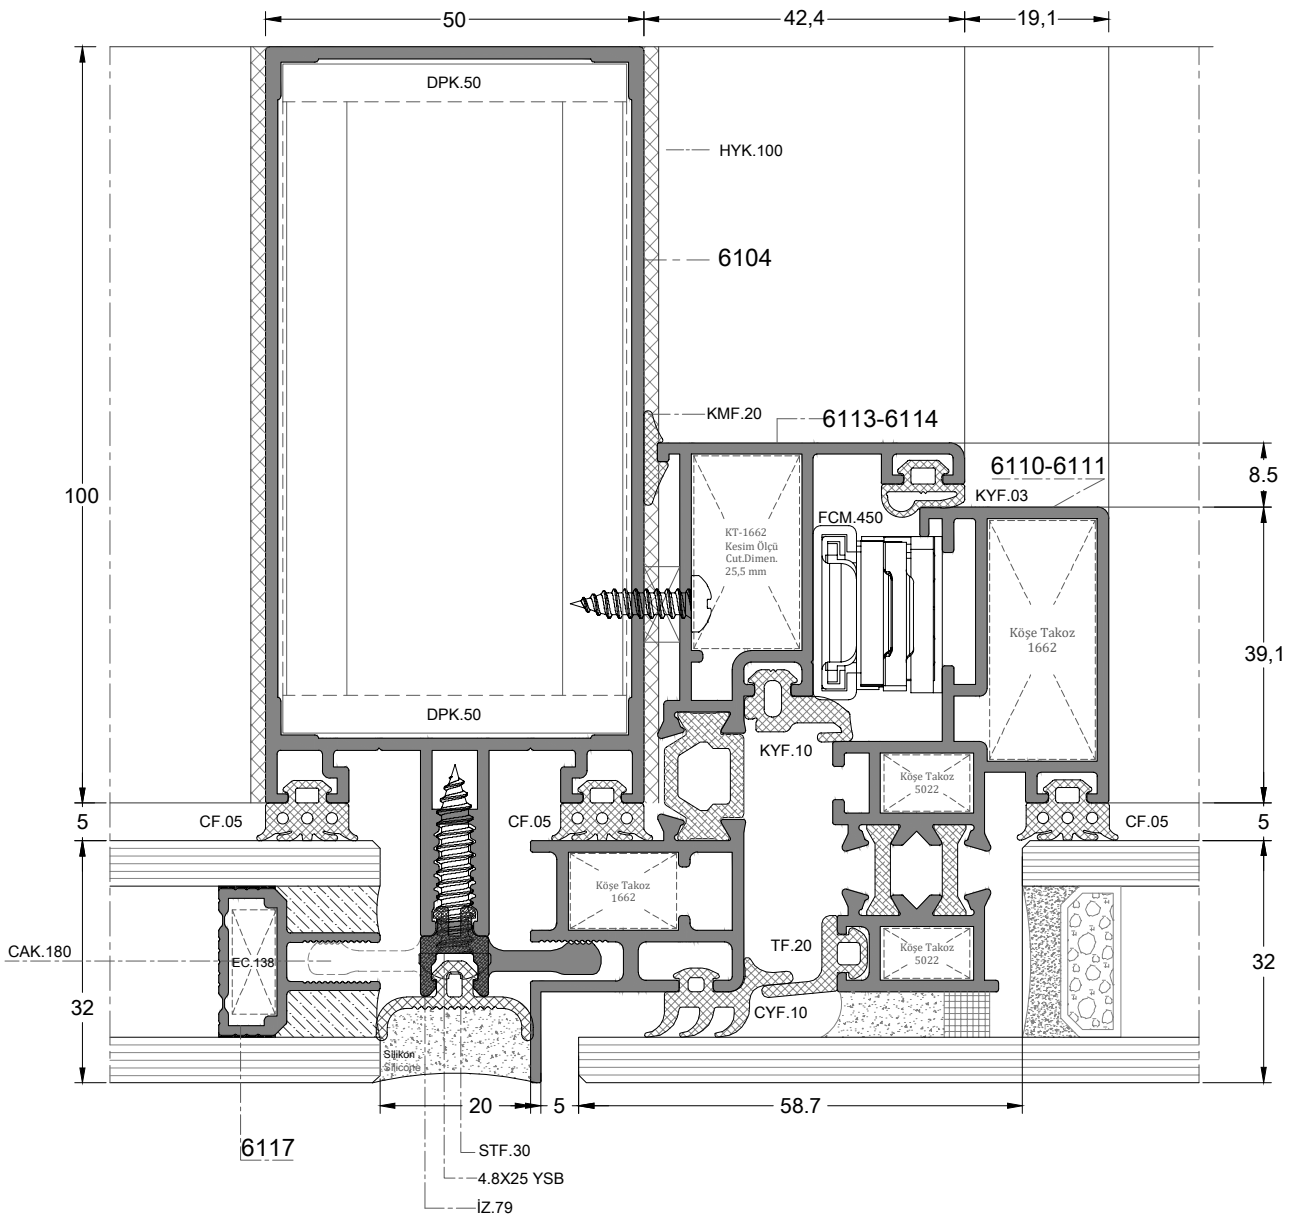 50
42,4
19,1
DPK.50
HYK.100
6104
KMF.20
6113-6114
6110-6111
8.5
KYF.03
100
FCM.450
KT-1662
Kesim Ölçü
Cut.Dimen.
25,5 mm
Köşe Takoz
1662
39,1
DPK.50
KYF.10
Köşe Takoz
5022
5
CF.05
CF.05
CF.05
5
Köşe Takoz
1662
CAK.180
EC.138
TF.20
Köşe Takoz
5022
32
32
CYF.10
Silikon
Silicone
20
5
58.7
6117
STF.30
4.8X25 YSB
İZ.79